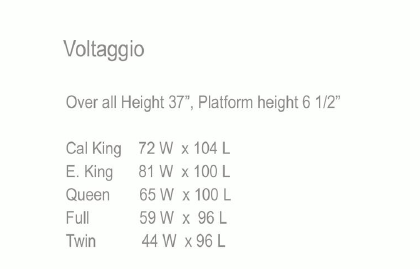 Voltaggio
Over all Height 37”, Platform height 6 1/2”
Cal King 72 W x 104 L
E. King 81 W x 100 L
Queen 65 W x 100 L
Full 59 W x 96 L
Twin 44 W x 96 L